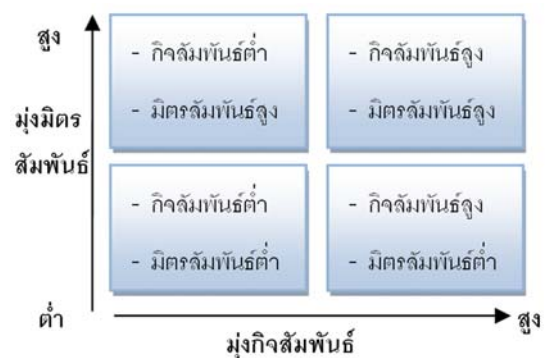 สูง
- กิจสัมพันธ์ต่ำ
- มิตรสัมพันธ์สูง
- กิจสัมพันธ์สูง
- มิตรสัมพันธ์สูง
มุ่งมิตร
สัมพันธ์
- กิจสัมพันธ์ต่ำ
- มิตรสัมพันธ์ต่ำ
- กิจสัมพันธ์สูง
- มิตรสัมพันธ์ต่ำ
ต่ำ
สูง
มุ่งกิจสัมพันธ์